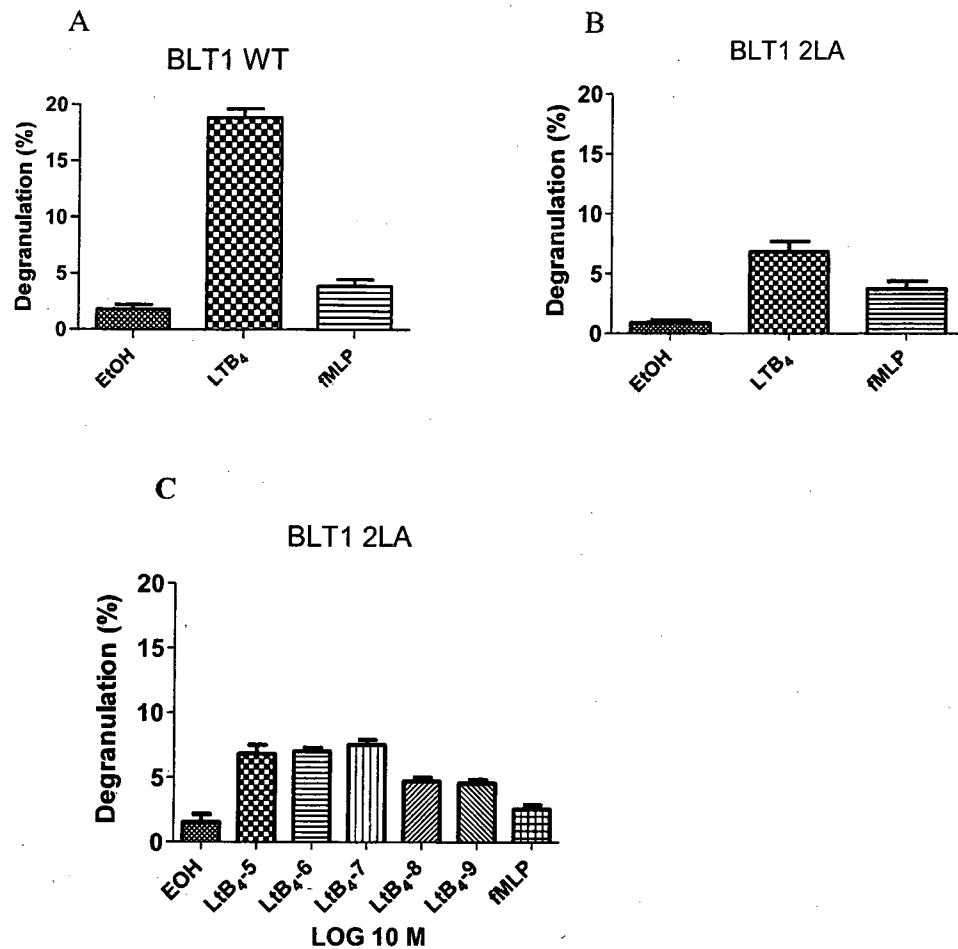 A
BLT1 WT
Degranulation (%)
20
15
10
5
0
EtOH
LTB₄
fMLP
B
BLT1 2LA
Degranulation (%)
20
15
10
5
0
EtOH
LTB₄
fMLP
C
BLT1 2LA
Degranulation (%)
20
15
10
5
0
EOH
LtB₄-5
LtB₄-6
LtB₄-7
LtB₄-8
LtB₄-9
fMLP
LOG 10 M